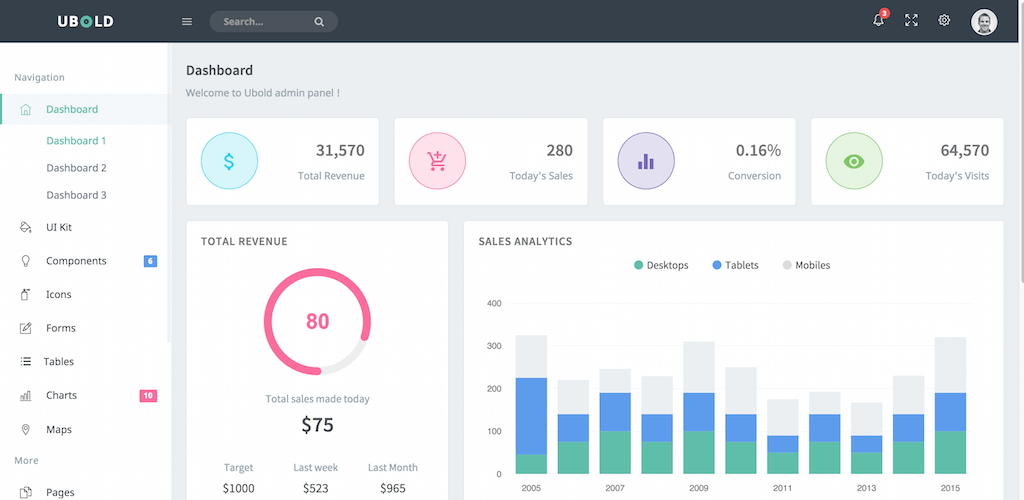 UBOLD
Search...
3
Navigation
Dashboard
Dashboard 1
Dashboard 2
Dashboard 3
UI Kit
Components 6
Icons
Forms
Tables
Charts 10
Maps
More
Pages
Dashboard
Welcome to Ubold admin panel !
31,570
Total Revenue
280
Today's Sales
0.16%
Conversion
64,570
Today's Visits
TOTAL REVENUE
80
Total sales made today
$75
Target Last week Last Month
$1000 $523 $965
SALES ANALYTICS
Desktops Tablets Mobiles
400
300
200
100
0
2005 2007 2009 2011 2013 2015